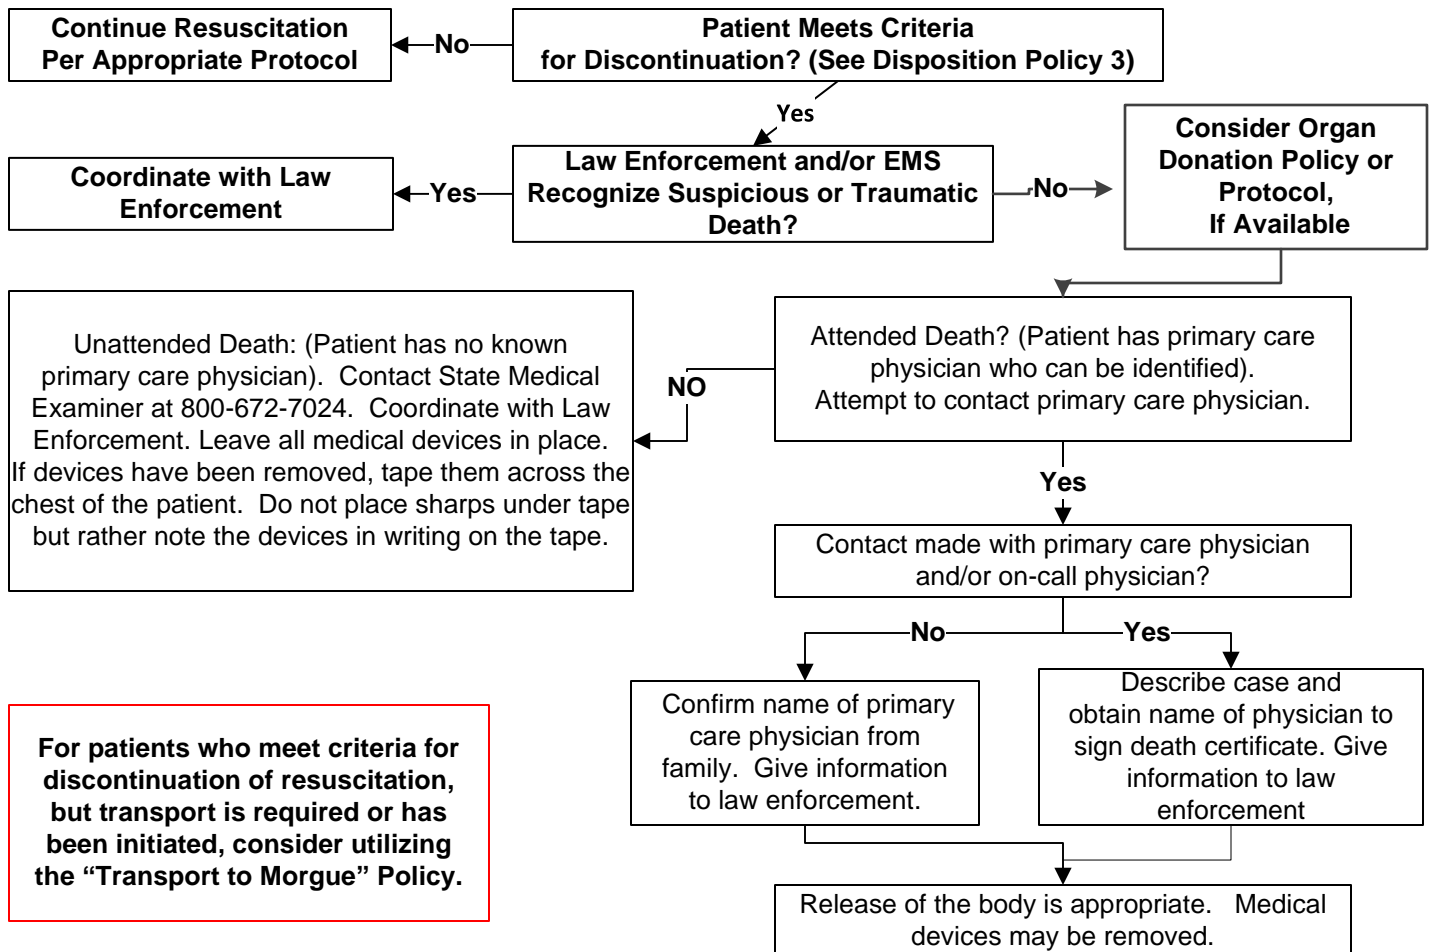 Continue Resuscitation
Per Appropriate Protocol
No
Patient Meets Criteria
for Discontinuation? (See Disposition Policy 3)
Yes
Coordinate with Law
Enforcement
Yes
Law Enforcement and/or EMS
Recognize Suspicious or Traumatic
Death?
No
Consider Organ
Donation Policy or
Protocol,
If Available
Unattended Death: (Patient has no known
primary care physician). Contact State Medical
Examiner at 800-672-7024. Coordinate with Law
Enforcement. Leave all medical devices in place.
If devices have been removed, tape them across the
chest of the patient. Do not place sharps under tape
but rather note the devices in writing on the tape.
NO
Attended Death? (Patient has primary care
physician who can be identified).
Attempt to contact primary care physician.
Yes
Contact made with primary care physician
and/or on-call physician?
No
Yes
Confirm name of primary
care physician from
family. Give information
to law enforcement.
Describe case and
obtain name of physician to
sign death certificate. Give
information to law
enforcement
For patients who meet criteria for
discontinuation of resuscitation,
but transport is required or has
been initiated, consider utilizing
the “Transport to Morgue” Policy.
Release of the body is appropriate. Medical
devices may be removed.